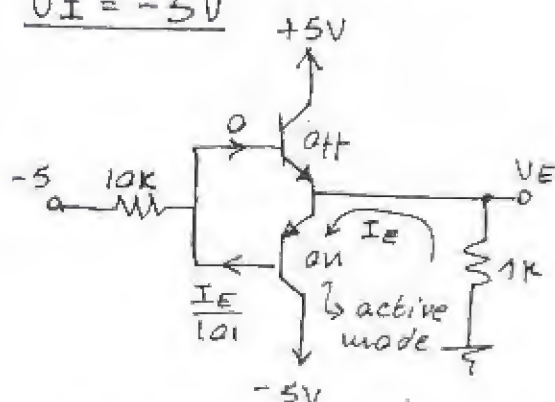 VI = -5V
+5V
0
off
-5
10K
VE
IE
on
1K
IE
101
active
mode
-5V